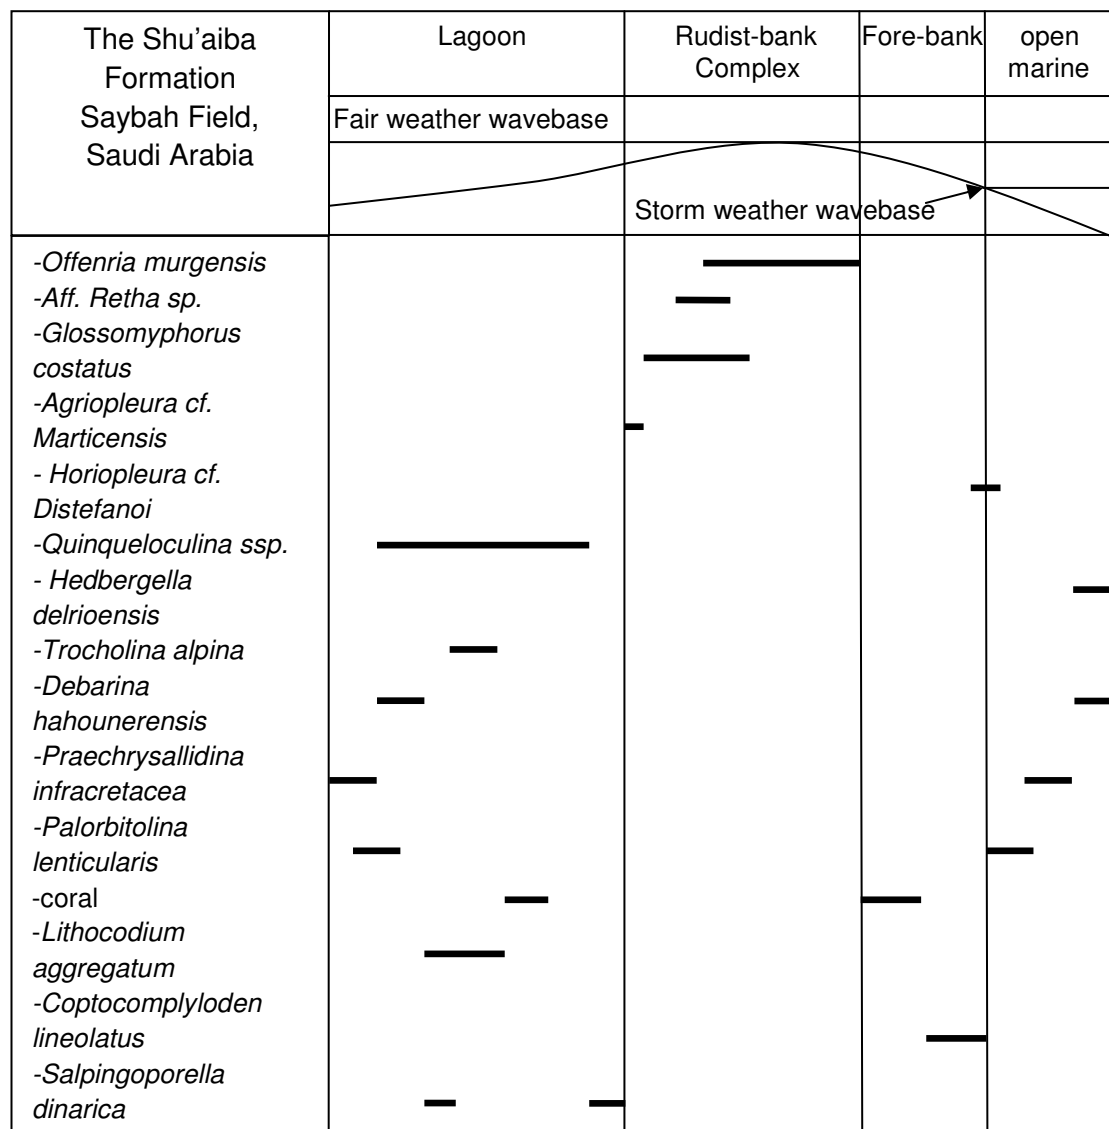 The Shu’aiba
Formation
Saybah Field,
Saudi Arabia
Lagoon
Rudist-bank
Complex
Fore-bank
open
marine
Fair weather wavebase
Storm weather wavebase
-Offenria murgensis
-Aff. Retha sp.
-Glossomyphorus
costatus
-Agriopleura cf.
Marticensis
- Horiopleura cf.
Distefanoi
-Quinqueloculina ssp.
- Hedbergella
delrioensis
-Trocholina alpina
-Debarina
hahounerensis
-Praechrysallidina
infracretacea
-Palorbitolina
lenticularis
-coral
-Lithocodium
aggregatum
-Coptocomplyloden
lineolatus
-Salpingoporella
dinarica